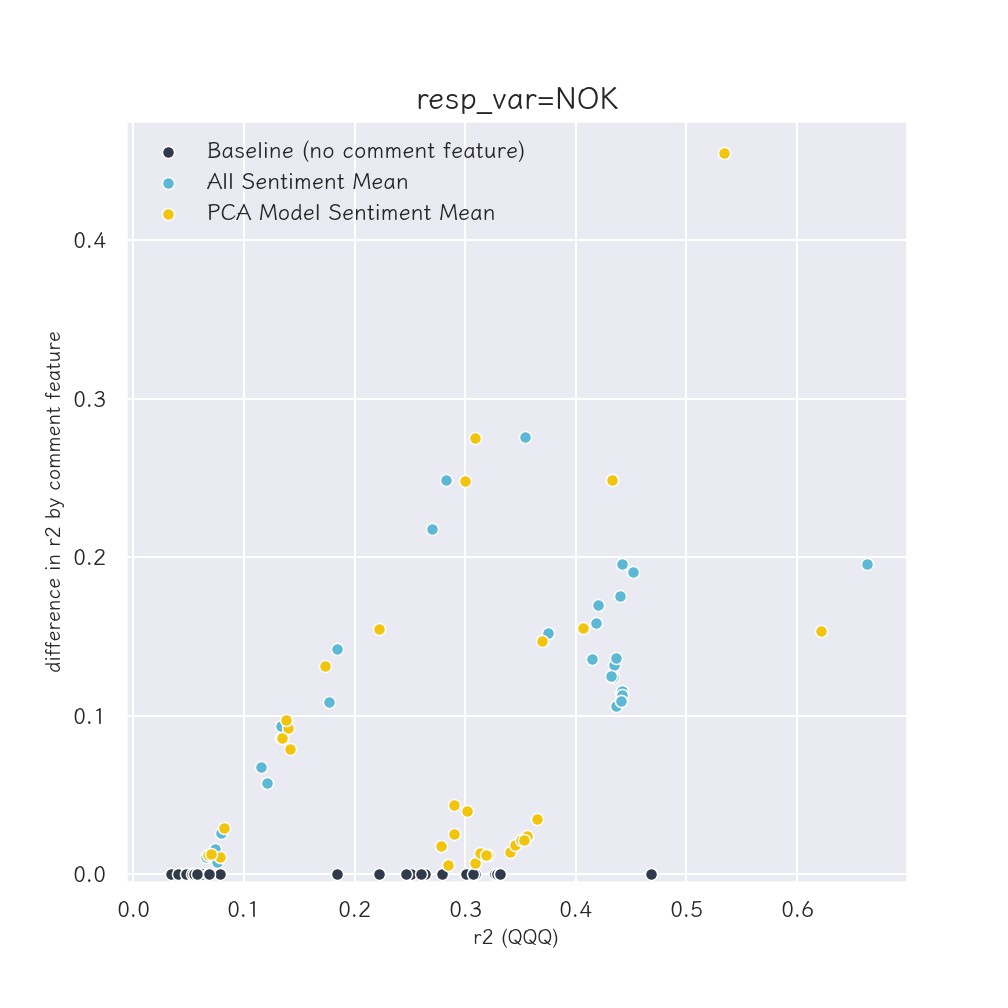 resp_var=NOK
Baseline (no comment feature)
All Sentiment Mean
PCA Model Sentiment Mean
difference in r2 by comment feature
0.4
0.3
0.2
0.1
0.0
0.0 0.1 0.2 0.3 0.4 0.5 0.6
r2 (QQQ)